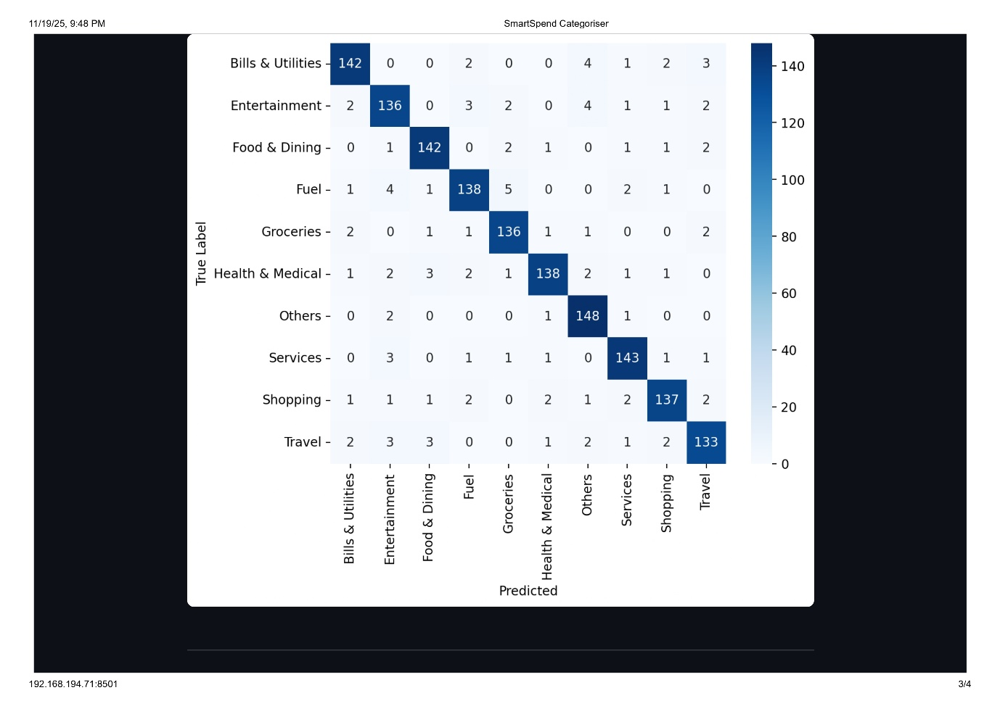 11/19/25, 9:48 PM SmartSpend Categoriser
Bills & Utilities 142 0 0 2 0 0 4 1 2 3
Entertainment 2 136 0 3 2 0 4 1 1 2
Food & Dining 0 1 142 0 2 1 0 1 1 2
Fuel 1 4 1 138 5 0 0 2 1 0
Groceries 2 0 1 1 136 1 1 0 0 2
Health & Medical 1 2 3 2 1 138 2 1 1 0
Others 0 2 0 0 0 1 148 1 0 0
Services 0 3 0 1 1 1 0 143 1 1
Shopping 1 1 1 2 0 2 1 2 137 2
Travel 2 3 3 0 0 1 2 1 2 133
True Label
140
120
100
80
60
40
20
0
Bills & Utilities
Entertainment
Food & Dining
Fuel
Groceries
Health & Medical
Others
Services
Shopping
Travel
Predicted
192.168.194.71:8501 3/4